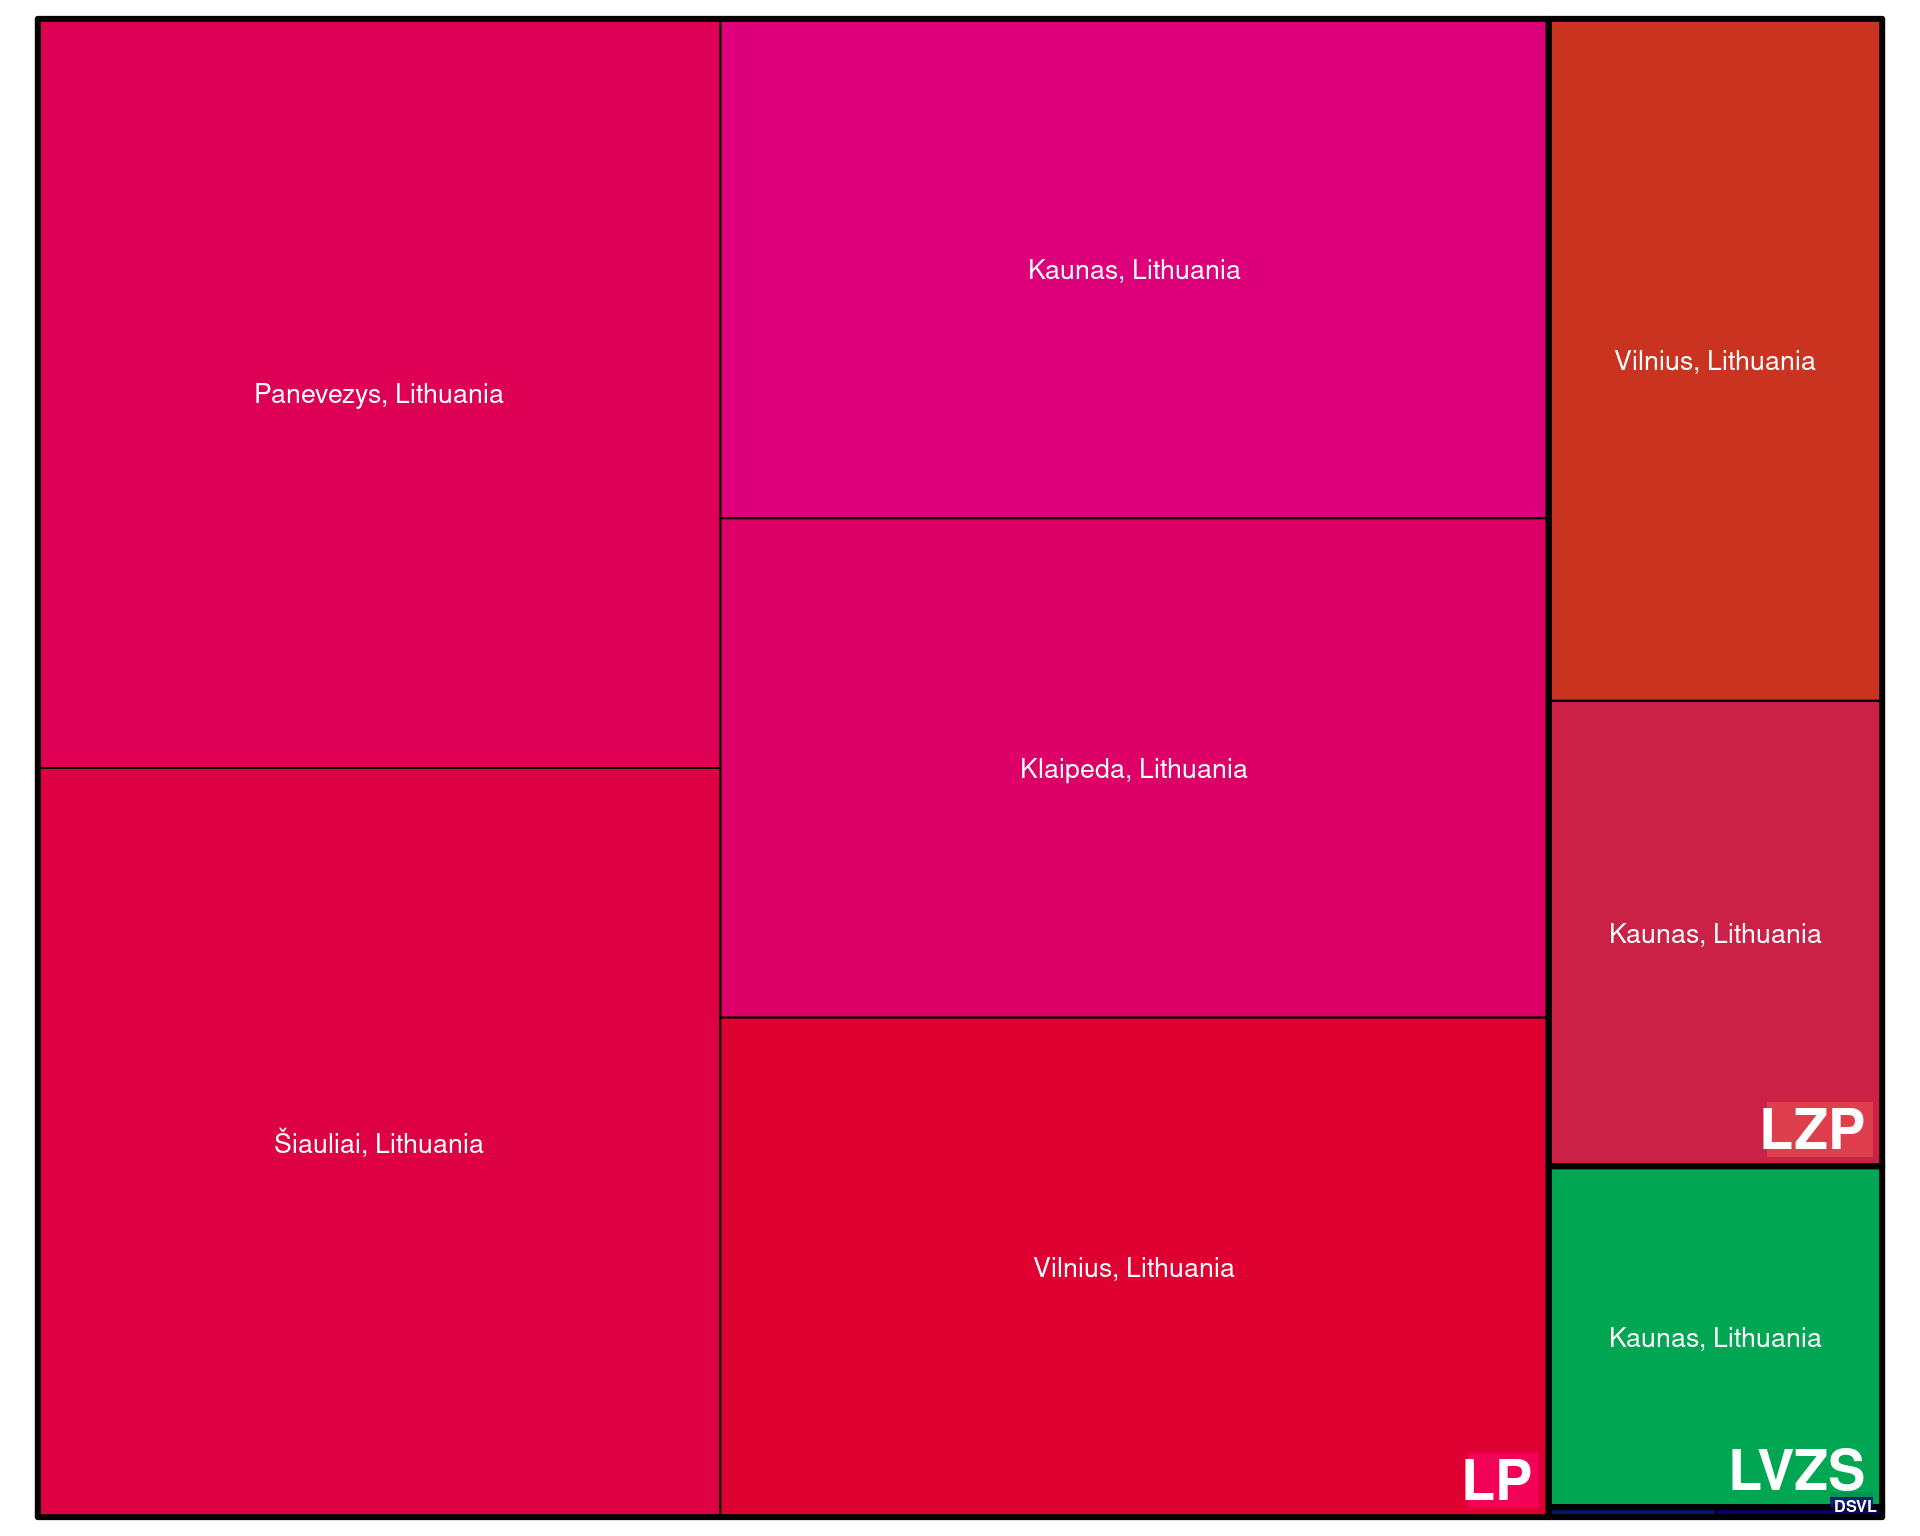 Panevezys, Lithuania
Šiauliai, Lithuania
Kaunas, Lithuania
Klaipeda, Lithuania
Vilnius, Lithuania
LP
Vilnius, Lithuania
Kaunas, Lithuania
LZP
Kaunas, Lithuania
LVZS
DSVL